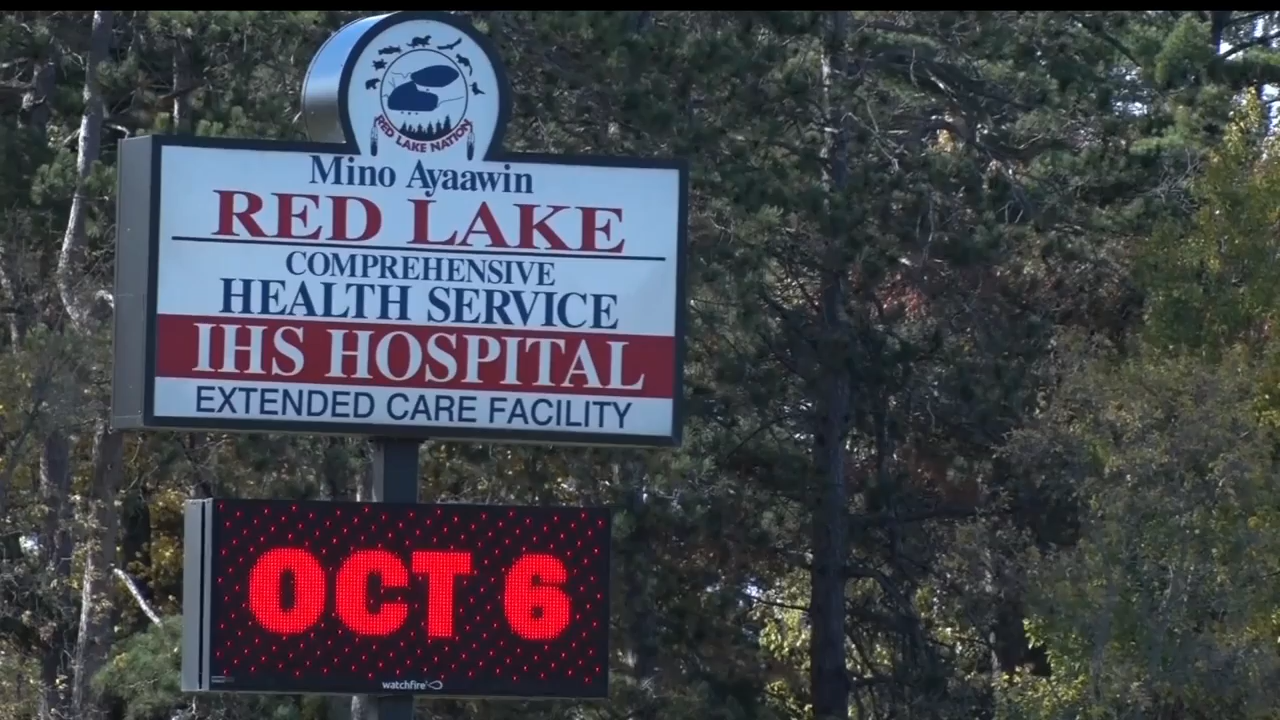 RED LAKE NATION
Mino Ayaawin
RED LAKE
COMPREHENSIVE
HEALTH SERVICE
IHS HOSPITAL
EXTENDED CARE FACILITY
OCT 6
watchfire